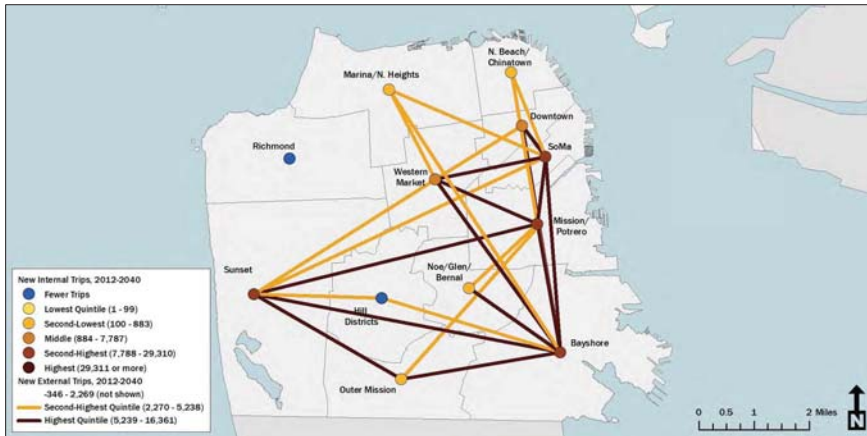 N. Beach/
Chinatown
Marina/N. Heights
Downtown
SoMa
Richmond
Western
Market
Mission/
Potrero
Sunset
Noe/Glen/
Bernal
Hill
Districts
Bayshore
Outer Mission
New Internal Trips, 2012-2040
Fewer Trips
Lowest Quintile (1 - 99)
Second-Lowest (100 - 883)
Middle (884 - 7,787)
Second-Highest (7,788 - 29,310)
Highest (29,311 or more)
New External Trips, 2012-2040
-346 - 2,269 (not shown)
Second-Highest Quintile (2,270 - 5,238)
Highest Quintile (5,239 - 16,361)
0 0.5 1 2 Miles
N